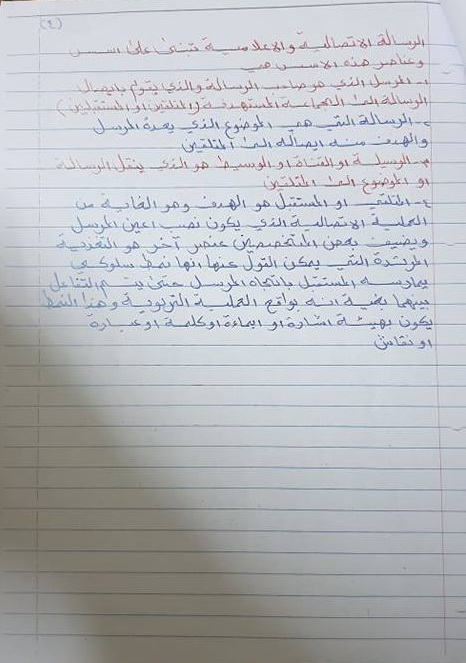 (٤)
الرسالة الاتصالية والاعلامية تبنى على اسس
وعناصر هذه الاسس هي
١- المرسل الذي هو صاحب الرسالة والذي يقوم بايصال
الرسالة الى الجماعة المستهدفة و(المتلقين او المستقبلين)
٢- الرسالة التي هي الموضوع الذي يعده المرسل
والهدف منه ايصاله الى المتلقين
٣- الوسيلة او القناة او الوسيط هو الذي ينقل الرسالة
او الموضوع الى المتلقين
٤- المتلقي او المستقبل هو الهدف وهو الغاية من
العملية الاتصالية الذي يكون نصب اعين المرسل
ويضيف بعض المتخصصين عنصر آخر هو التغذية
المرتدة التي يمكن القول عنها انها نمط سلوكي
يمارسه المستقبل باتجاه المرسل حتى يتم التفاعل
بينهما بغية انه بواقع العملية التربوية وهذا النمط
يكون بهيئة اشارة او ايماءة او كلمة او عبارة
او نقاش